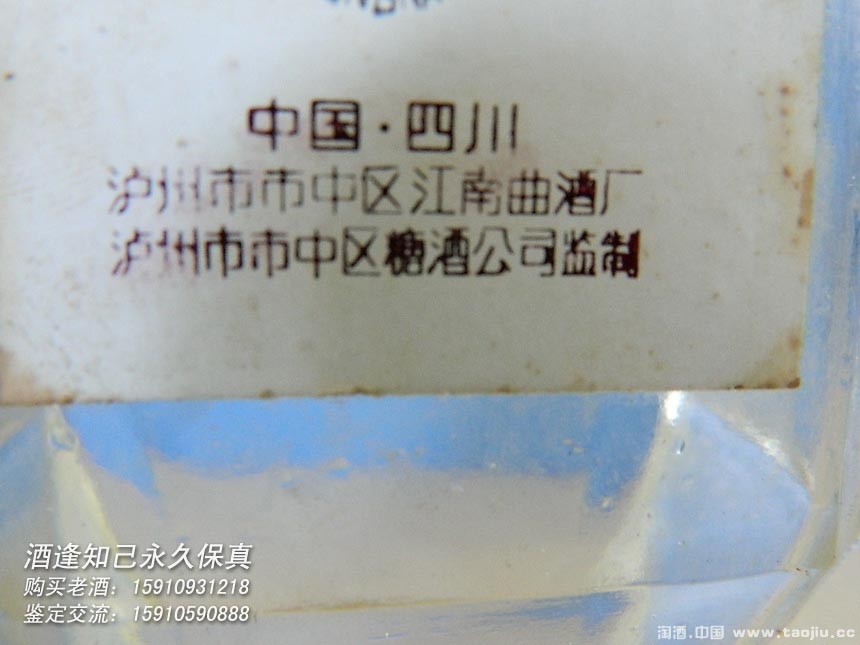 中国·四川
泸州市市中区江南曲酒厂
泸州市市中区糖酒公司监制
酒逢知己永久保真
购买老酒：15910931218
鉴定交流：15910590888
淘酒.中国 www.taojiu.cc